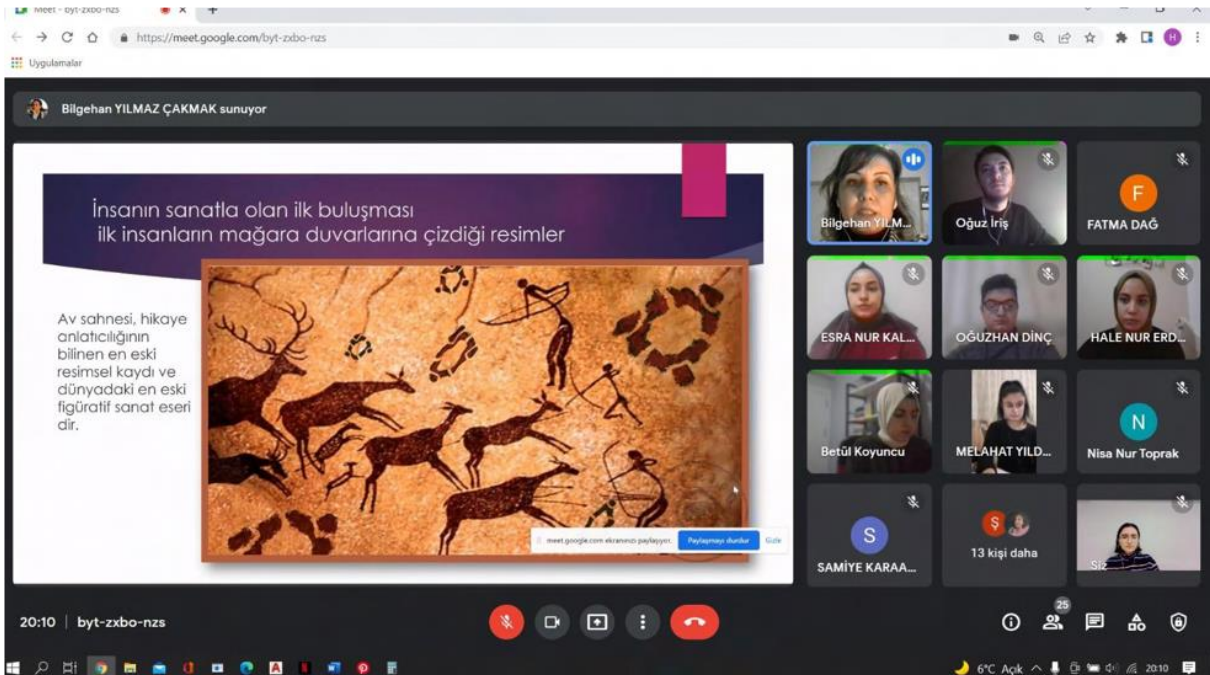 Meet - byt-zxbo-nzs
https://meet.google.com/byt-zxbo-nzs
H
Uygulamalar
Bilgehan YILMAZ ÇAKMAK sunuyor
İnsanın sanatla olan ilk buluşması
ilk insanların mağara duvarlarına çizdiği resimler
Av sahnesi, hikaye
anlatıcılığının
bilinen en eski
resimsel kaydı ve
dünyadaki en eski
figüratif sanat eseri
dir.
meet.google.com ekranınızı paylaşıyor.
Paylaşmayı durdur
Gizle
Bilgehan YILM...
Oğuz İriş
F
FATMA DAĞ
ESRA NUR KAL...
OĞUZHAN DİNÇ
HALE NUR ERD...
Betül Koyuncu
MELAHAT YILD...
N
Nisa Nur Toprak
S
SAMİYE KARAA...
Ş
13 kişi daha
Siz
20:10 | byt-zxbo-nzs
25
6°C Açık
20:10